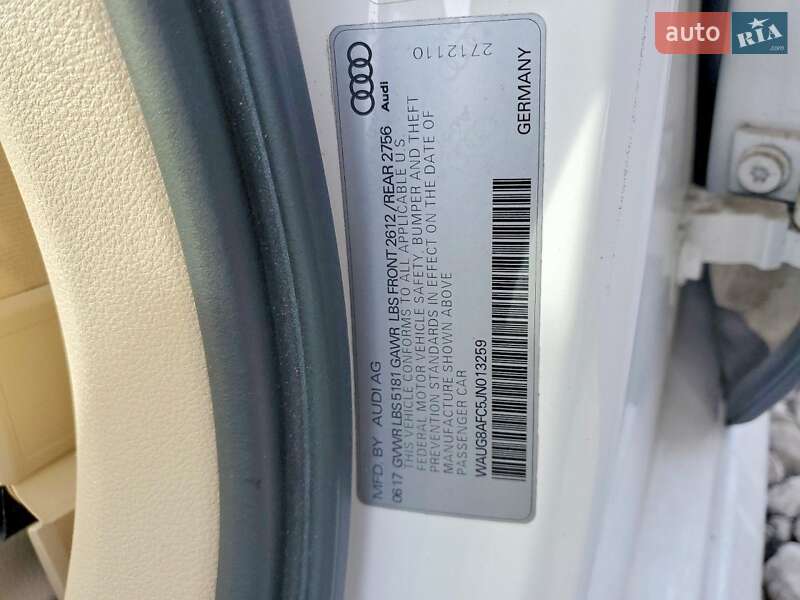 auto RIA
.com
2712110
Audi
GERMANY
MFD. BY AUDI AG
0617 GVWR LBS 5181 GAWR LBS FRONT 2612 /REAR 2756
THIS VEHICLE CONFORMS TO ALL APPLICABLE U.S.
FEDERAL MOTOR VEHICLE SAFETY, BUMPER AND THEFT
PREVENTION STANDARDS IN EFFECT ON THE DATE OF
MANUFACTURE SHOWN ABOVE
PASSENGER CAR
WAUG8AFC5JN013259